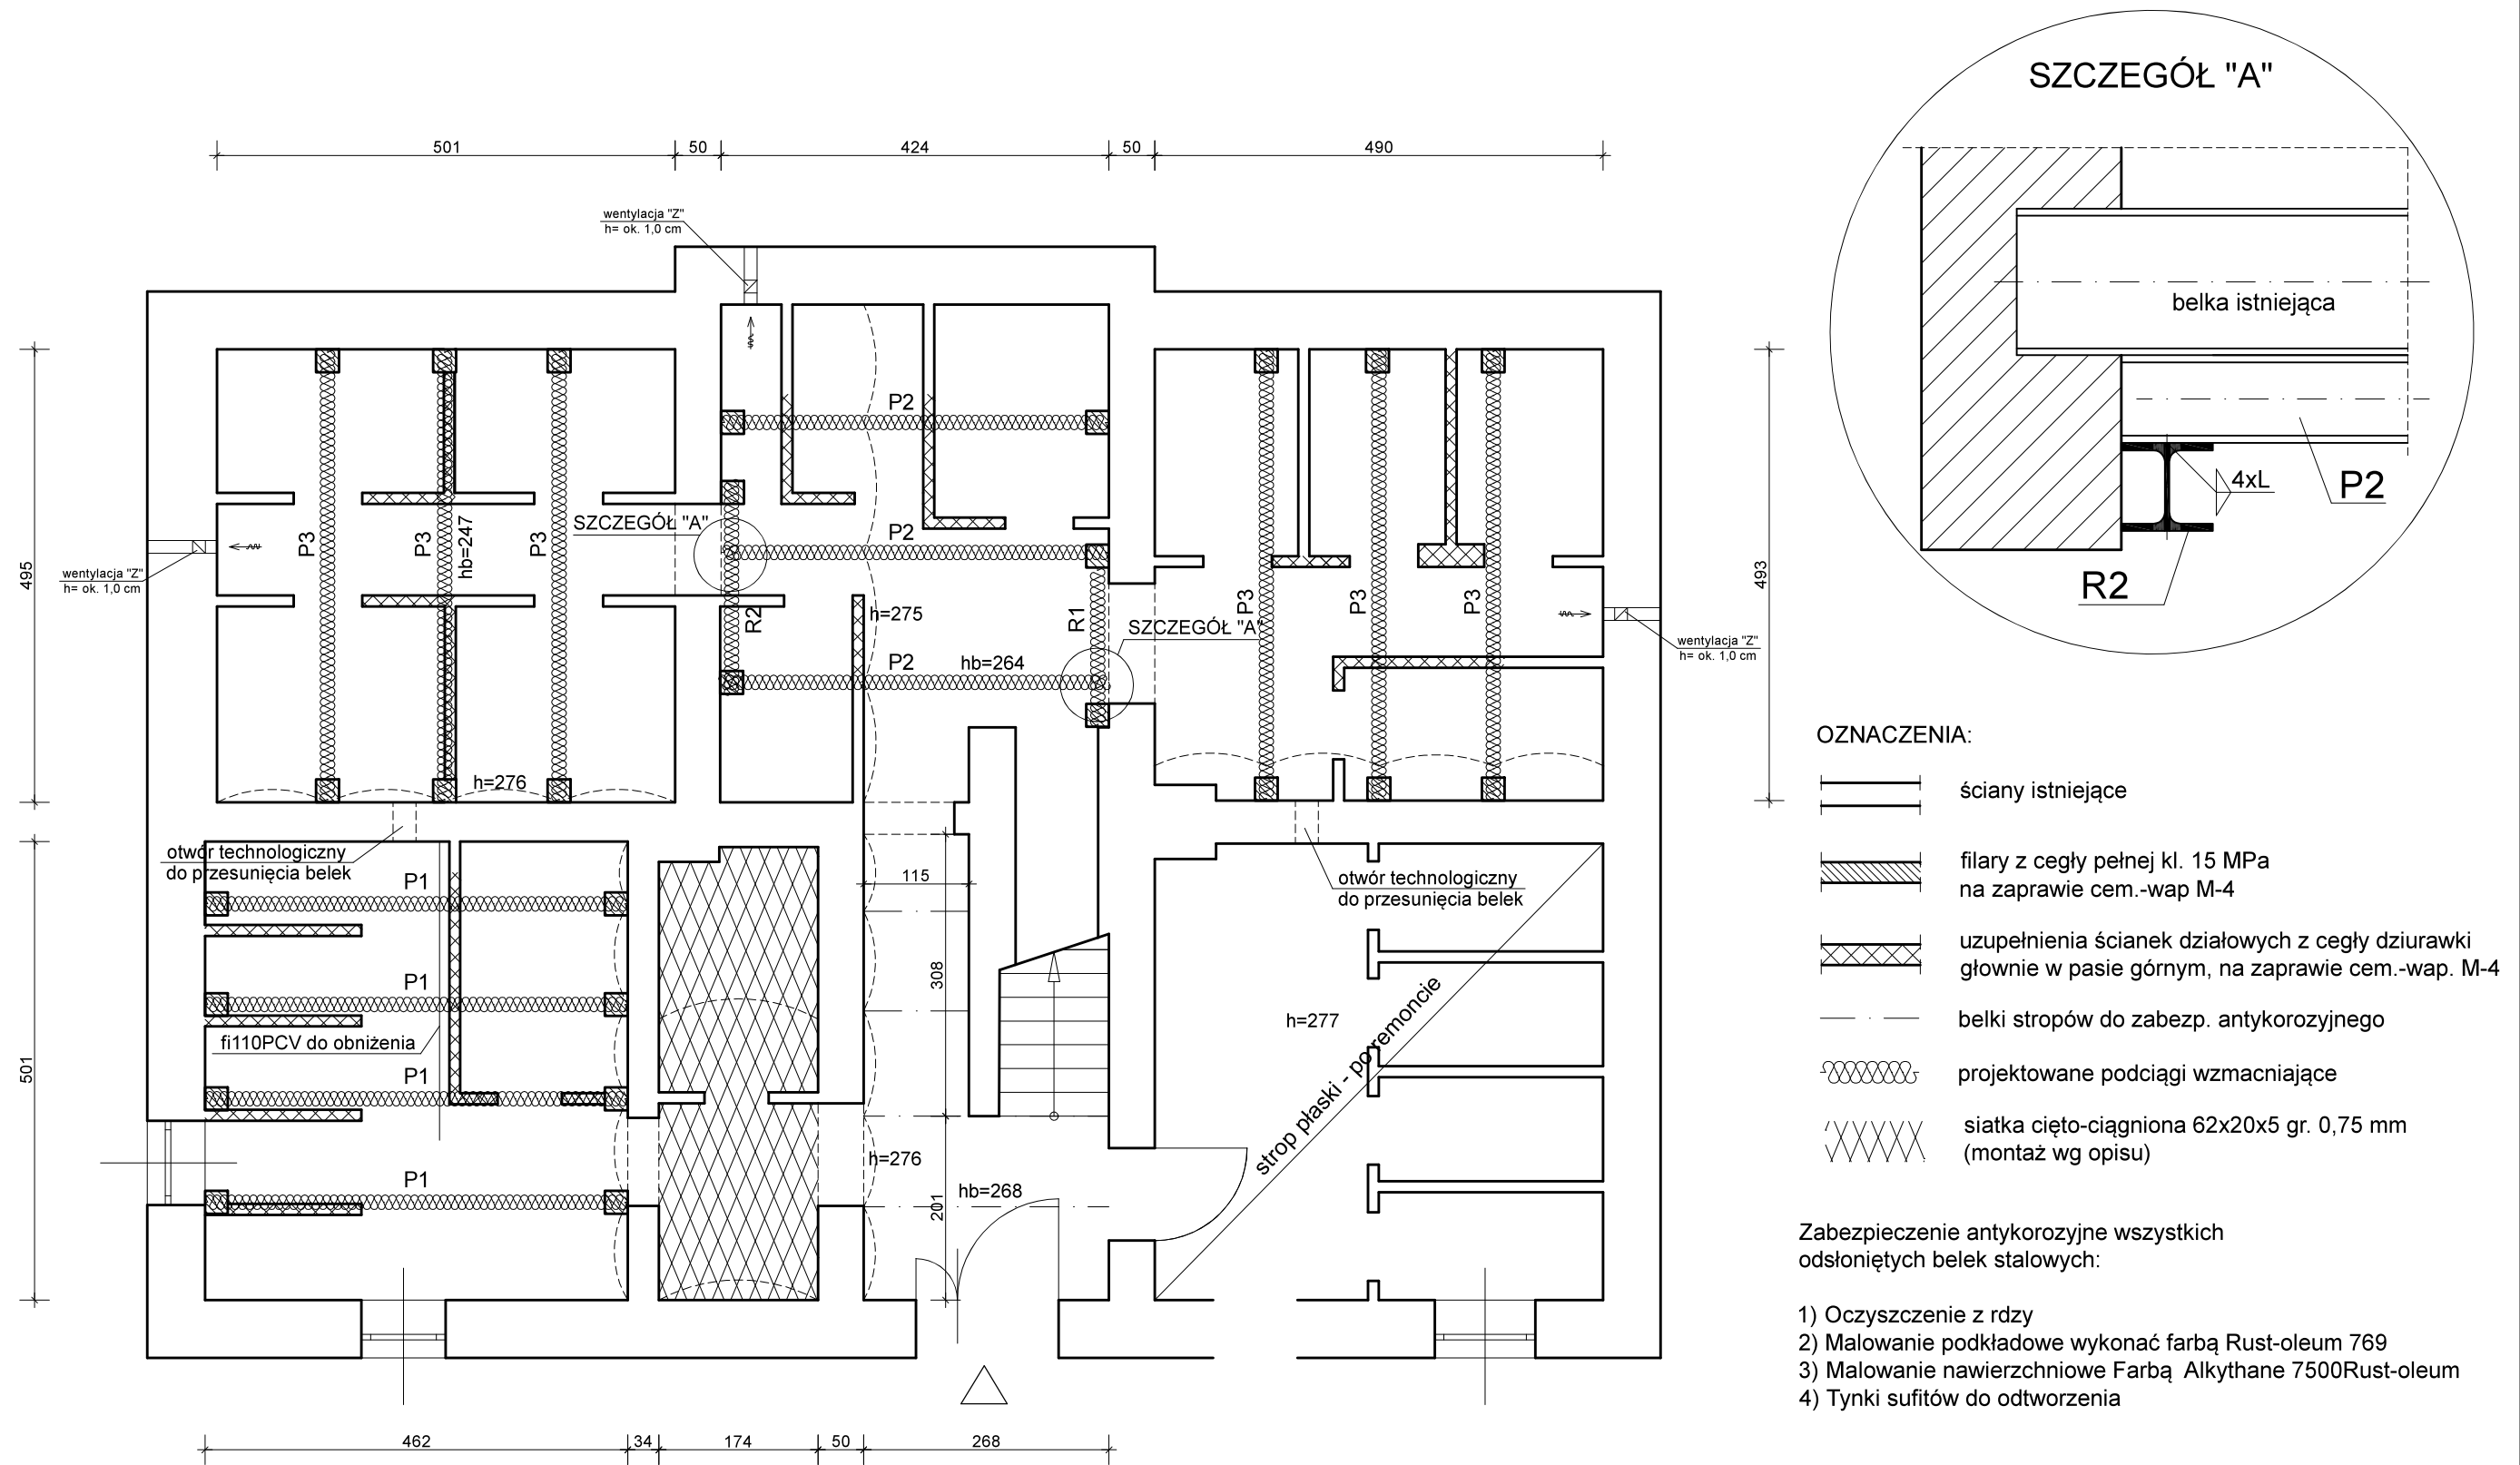 SZCZEGÓŁ "A"
501
50
424
50
490
wentylacja "Z"
h= ok. 1,0 cm
belka istniejąca
P2
4xL
R2
495
wentylacja "Z"
h= ok. 1,0 cm
P3
P3
hb=247
P3
h=276
SZCZEGÓŁ "A"
P2
P2
R2
h=275
P2
hb=264
R1
SZCZEGÓŁ "A"
P3
P3
P3
493
wentylacja "Z"
h= ok. 1,0 cm
OZNACZENIA:
ściany istniejące
filary z cegły pełnej kl. 15 MPa
na zaprawie cem.-wap M-4
uzupełnienia ścianek działowych z cegły dziurawki
głownie w pasie górnym, na zaprawie cem.-wap. M-4
belki stropów do zabezp. antykorozyjnego
projektowane podciągi wzmacniające
siatka cięto-ciągniona 62x20x5 gr. 0,75 mm
(montaż wg opisu)
otwór technologiczny
do przesunięcia belek
P1
P1
fi110PCV do obniżenia
P1
P1
501
115
308
201
h=276
hb=268
otwór technologiczny
do przesunięcia belek
h=277
strop płaski - po remoncie
Zabezpieczenie antykorozyjne wszystkich
odsłoniętych belek stalowych:
1) Oczyszczenie z rdzy
2) Malowanie podkładowe wykonać farbą Rust-oleum 769
3) Malowanie nawierzchniowe Farbą Alkythane 7500Rust-oleum
4) Tynki sufitów do odtworzenia
462
34
174
50
268